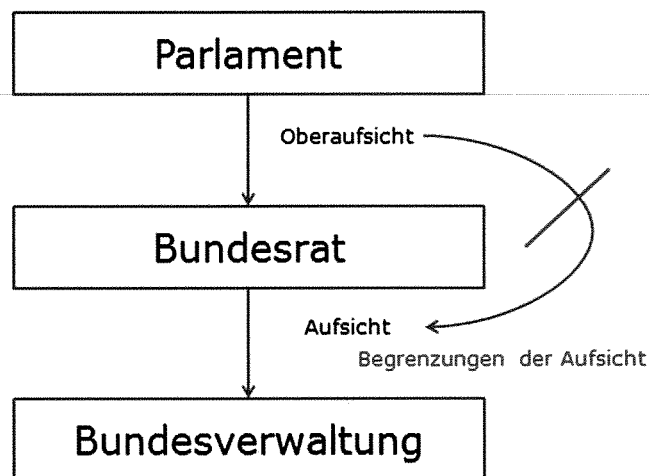 Parlament
Oberaufsicht
Bundesrat
Aufsicht
Begrenzungen der Aufsicht
Bundesverwaltung